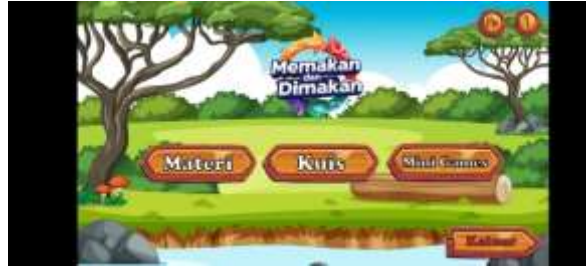 Memakan
dan
Dimakan
Materi
Kuis
Mini Games
Keluar